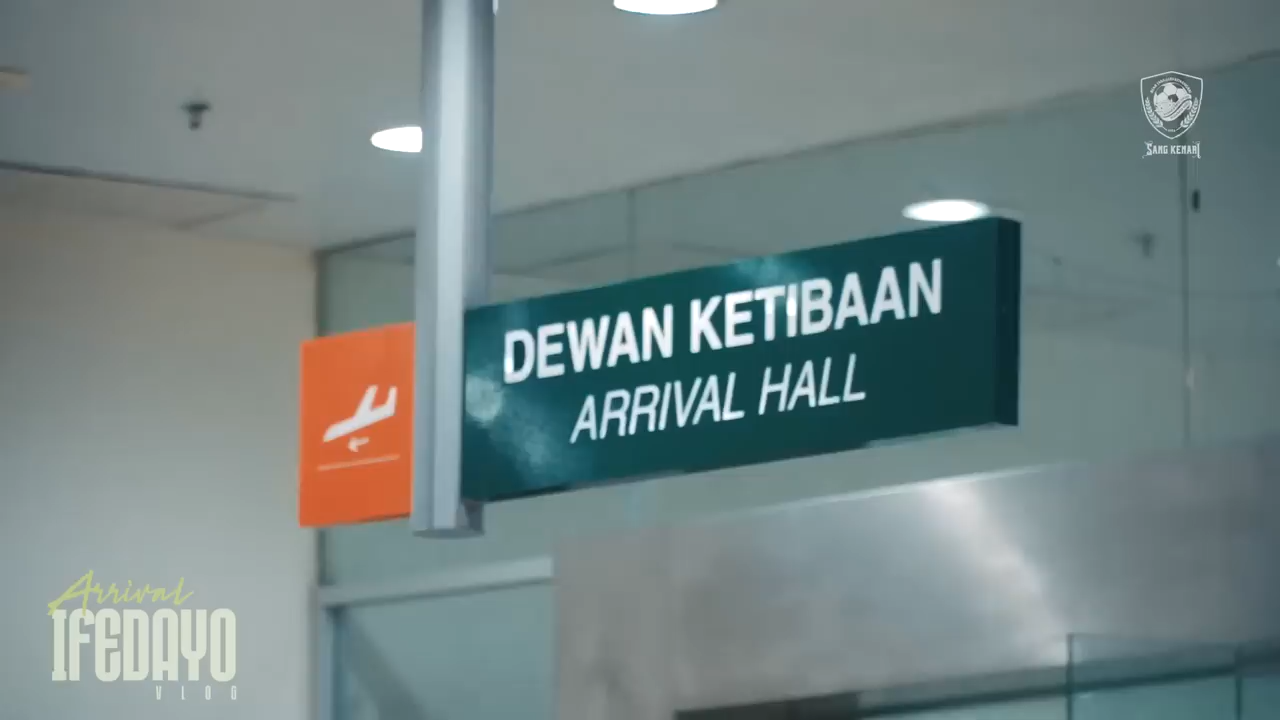 SANG KENARI
DEWAN KETIBAAN
ARRIVAL HALL
Arrival
IFEDAYO
VLOG